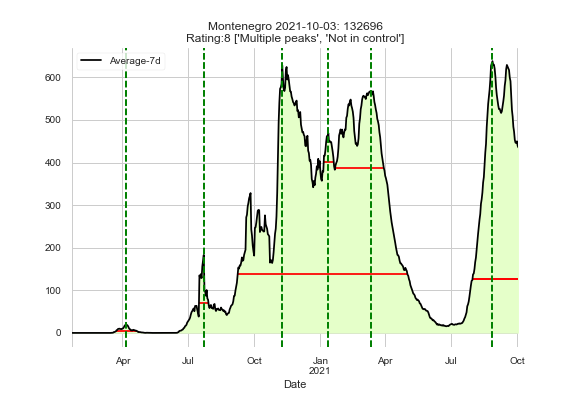 Montenegro 2021-10-03: 132696
Rating:8 ['Multiple peaks', 'Not in control']
Average-7d
600
500
400
300
200
100
0
Apr Jul Oct Jan Apr Jul Oct
2021
Date